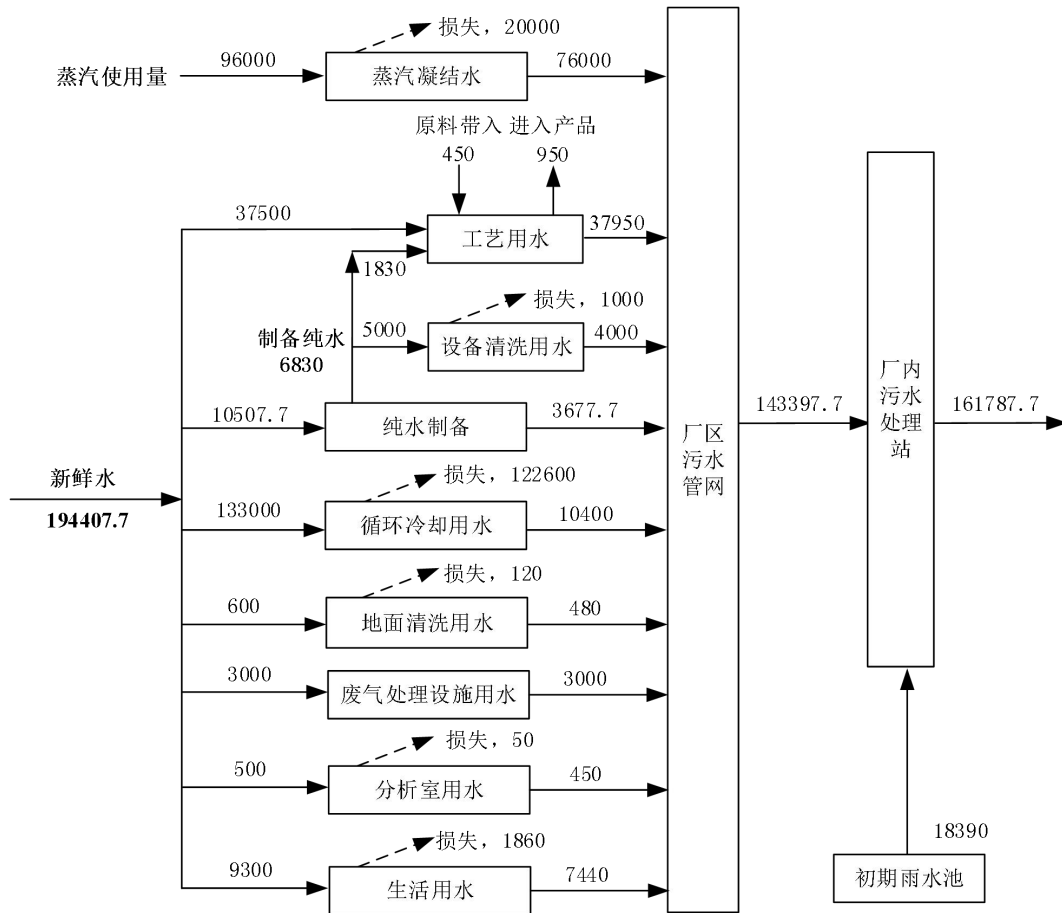 损失，20000
蒸汽使用量
96000
蒸汽凝结水
76000
原料带入 进入产品
450
950
37500
工艺用水
37950
1830
损失，1000
制备纯水
6830
5000
设备清洗用水
4000
10507.7
纯水制备
3677.7
新鲜水
194407.7
损失，122600
133000
循环冷却用水
10400
损失，120
600
地面清洗用水
480
3000
废气处理设施用水
3000
损失，50
500
分析室用水
450
损失，1860
9300
生活用水
7440
厂区
污水
管网
143397.7
厂内
污水
处理
站
161787.7
18390
初期雨水池